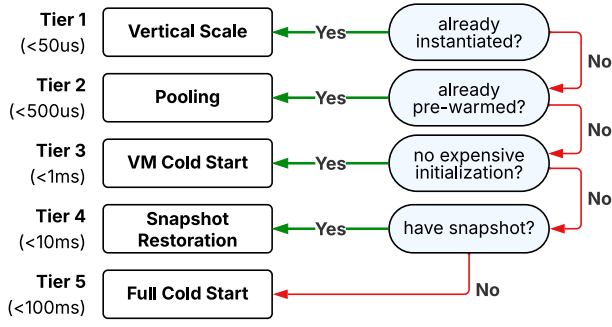 Tier 1
(<50us)
Vertical Scale
Yes
already
instantiated?
No
Tier 2
(<500us)
Pooling
Yes
already
pre-warmed?
No
Tier 3
(<1ms)
VM Cold Start
Yes
no expensive
initialization?
No
Tier 4
(<10ms)
Snapshot
Restoration
Yes
have snapshot?
No
Tier 5
(<100ms)
Full Cold Start